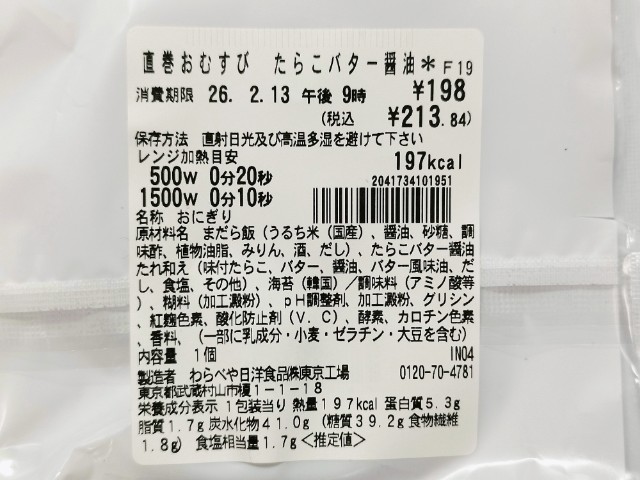 直巻おむすび たらこバター醤油* F19
消費期限 26. 2.13 午後 9時 ¥198
(税込 ¥213.84)
保存方法 直射日光及び高温多湿を避けて下さい
レンジ加熱目安 197kcal
500W 0分20秒
1500W 0分10秒
2041734101951
名称 おにぎり
原材料名 まだら飯（うるち米（国産）、醤油、砂糖、調
味酢、植物油脂、みりん、酒、だし）、たらこバター醤油
たれ和え（味付たらこ、バター、醤油、バター風味油、だ
し、食塩、その他）、海苔（韓国）／調味料（アミノ酸等
）、糊料（加工澱粉）、ｐH調整剤、加工澱粉、グリシン
、紅麹色素、酸化防止剤（V．C）、酵素、カロチン色素
、香料、（一部に乳成分・小麦・ゼラチン・大豆を含む）
内容量 1個 IN04
製造者 わらべや日洋食品㈱東京工場 0120-70-4781
東京都武蔵村山市榎1－1－18
栄養成分表示 1包装当り 熱量197kcal 蛋白質5.3g
脂質1.7g 炭水化物41.0g （糖質39.2g 食物繊維
1.8g） 食塩相当量1.7g＜推定値＞